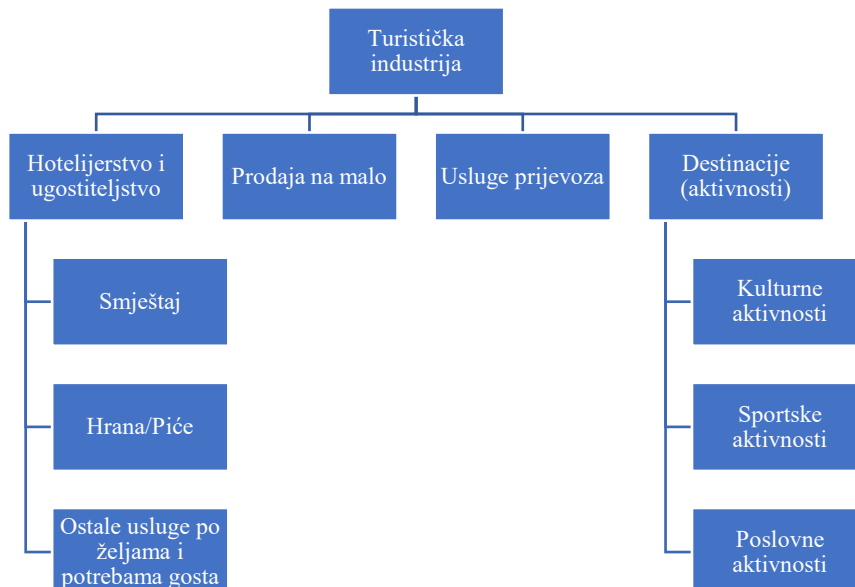 Turistička
industrija
Hotelijerstvo i
ugostiteljstvo
Prodaja na malo
Usluge prijevoza
Destinacije
(aktivnosti)
Smještaj
Hrana/Piće
Ostale usluge po
željama i
potrebama gosta
Kulturne
aktivnosti
Sportske
aktivnosti
Poslovne
aktivnosti